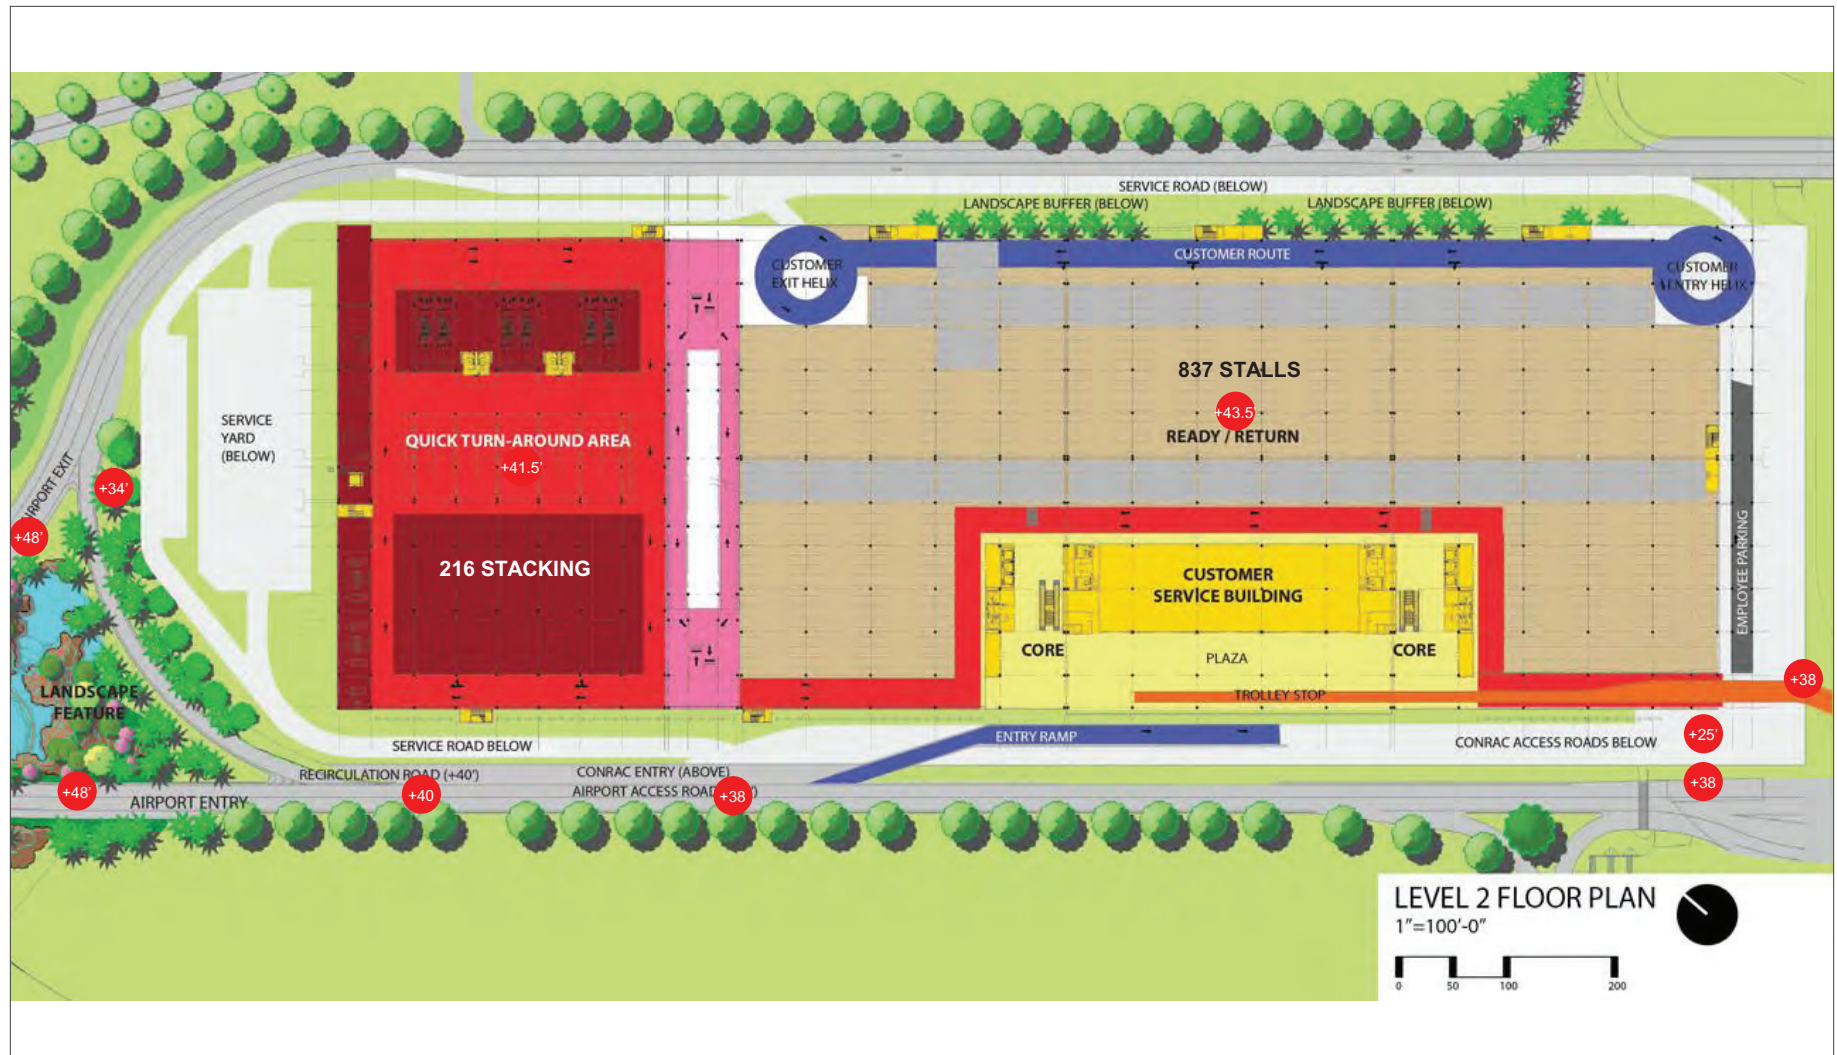 SERVICE ROAD (BELOW)
LANDSCAPE BUFFER (BELOW)
LANDSCAPE BUFFER (BELOW)
CUSTOMER ROUTE
CUSTOMER
EXIT HELIX
CUSTOMER
ENTRY HELIX
837 STALLS
+43.5'
READY / RETURN
SERVICE
YARD
(BELOW)
QUICK TURN-AROUND AREA
+41.5'
AIRPORT EXIT
+34'
+48'
216 STACKING
CUSTOMER
SERVICE BUILDING
EMPLOYEE PARKING
CORE
PLAZA
CORE
TROLLEY STOP
+38
LANDSCAPE
FEATURE
SERVICE ROAD BELOW
ENTRY RAMP
CONRAC ACCESS ROADS BELOW
+25'
RECIRCULATION ROAD (+40')
CONRAC ENTRY (ABOVE)
+38
+48'
AIRPORT ENTRY
+40
AIRPORT ACCESS ROAD
+38
LEVEL 2 FLOOR PLAN
1"=100'-0"
0 50 100 200